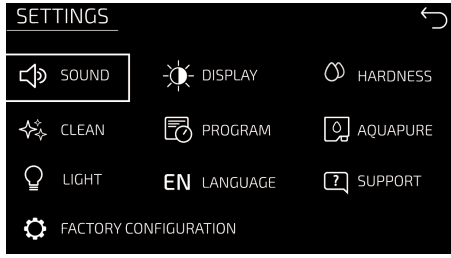 SETTINGS
SOUND
DISPLAY
HARDNESS
CLEAN
PROGRAM
AQUAPURE
LIGHT
EN LANGUAGE
? SUPPORT
FACTORY CONFIGURATION